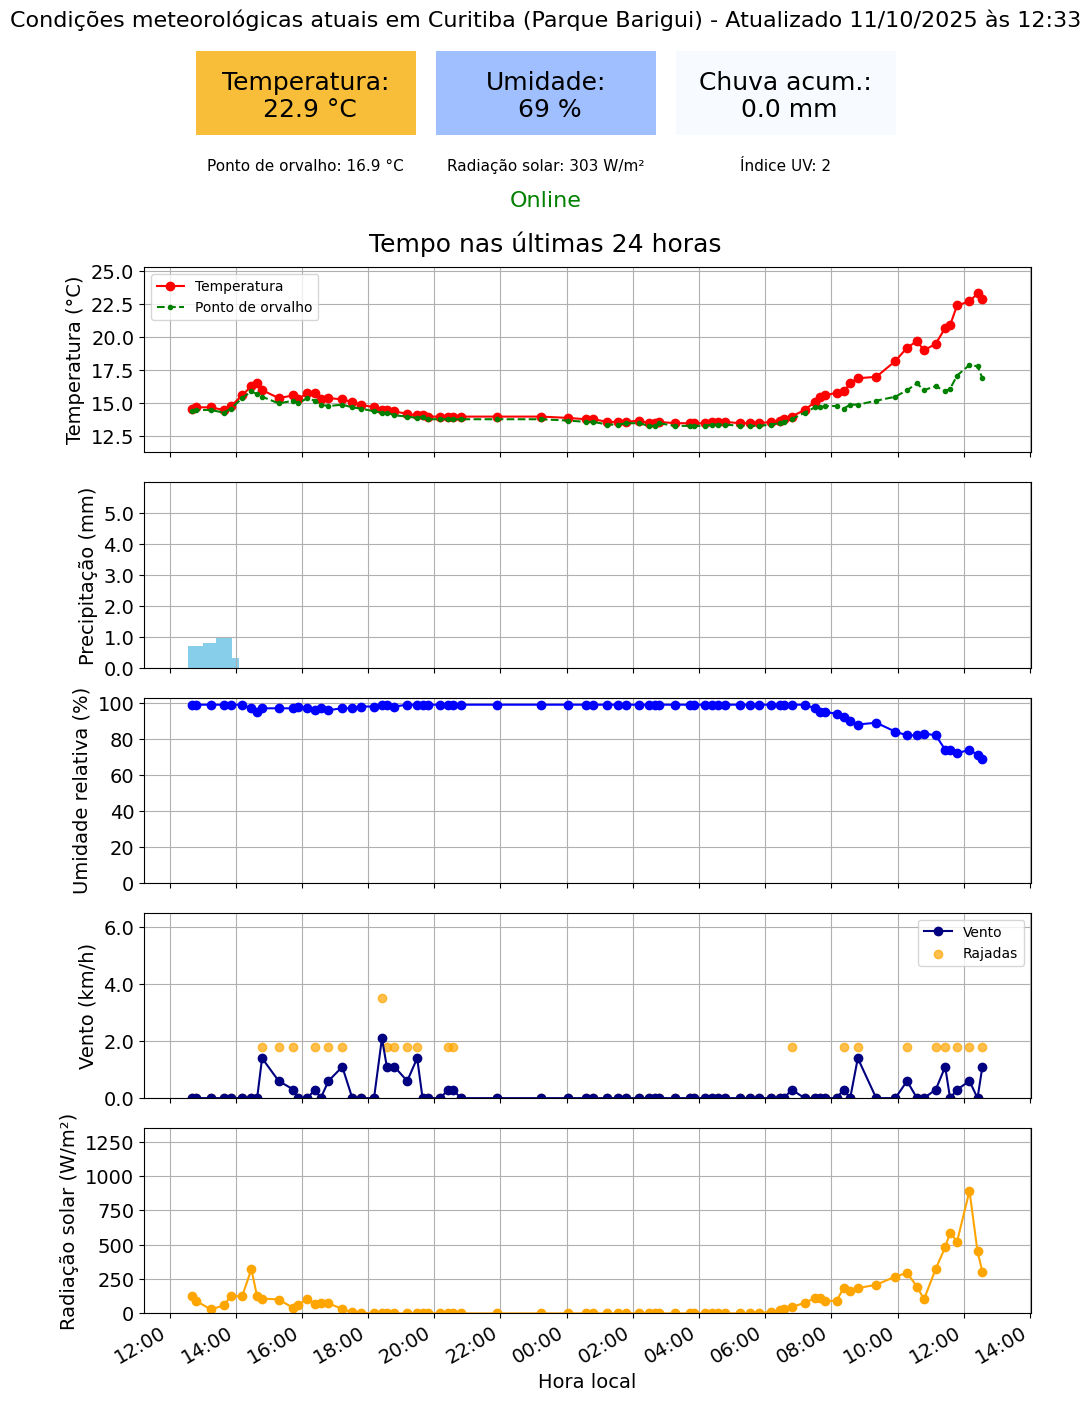 Condições meteorológicas atuais em Curitiba (Parque Barigui) - Atualizado 11/10/2025 às 12:33
Temperatura:
22.9 °C
Umidade:
69 %
Chuva acum.:
0.0 mm
Ponto de orvalho: 16.9 °C
Radiação solar: 303 W/m²
Índice UV: 2
Online
Tempo nas últimas 24 horas
Temperatura (°C)
25.0
22.5
20.0
17.5
15.0
12.5
Temperatura
Ponto de orvalho
Precipitação (mm)
5.0
4.0
3.0
2.0
1.0
0.0
Umidade relativa (%)
100
80
60
40
20
0
Vento (km/h)
6.0
4.0
2.0
0.0
Vento
Rajadas
Radiação solar (W/m²)
1250
1000
750
500
250
0
12:00
14:00
16:00
18:00
20:00
22:00
00:00
02:00
04:00
06:00
08:00
10:00
12:00
14:00
Hora local